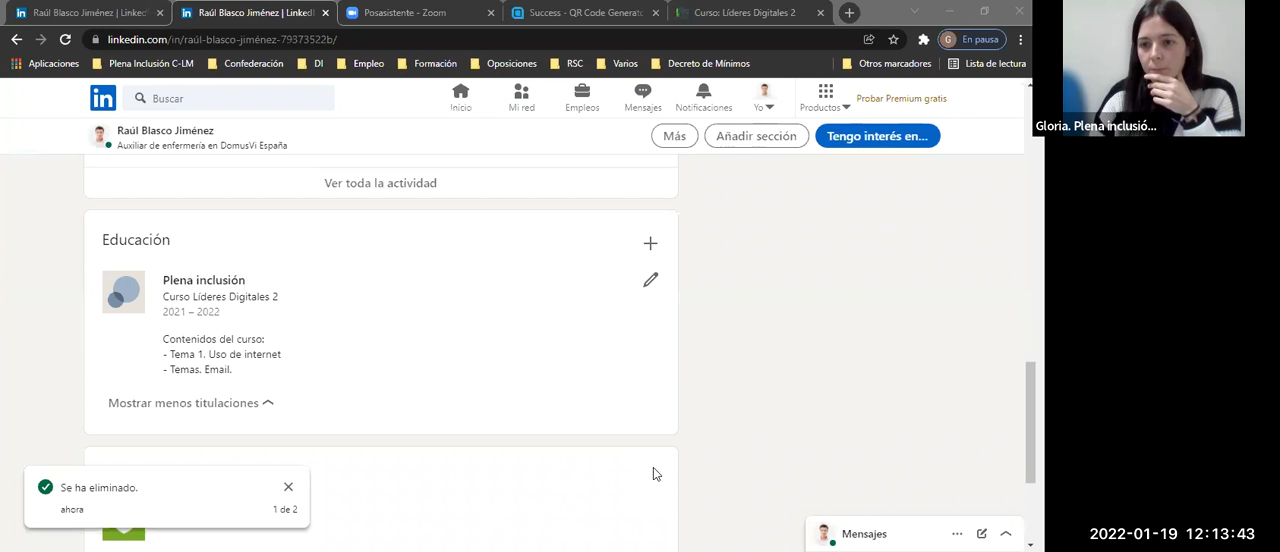 Raúl Blasco Jiménez | LinkedI
Raúl Blasco Jiménez | LinkedI
Posasistente - Zoom
Success - QR Code Generato
Curso: Líderes Digitales 2
linkedin.com/in/raúl-blasco-jiménez-79373522b/
G
En pausa
Aplicaciones
Plena Inclusión C-LM
Confederación
DI
Empleo
Formación
Oposiciones
RSC
Varios
Decreto de Mínimos
Otros marcadores
Lista de lectura
in
Buscar
Inicio
Mi red
Empleos
Mensajes
Notificaciones
Yo
Productos
Probar Premium gratis
Gloria. Plena inclusió...
Raúl Blasco Jiménez
Auxiliar de enfermería en DomusVi España
Más
Añadir sección
Tengo interés en...
Ver toda la actividad
Educación
Plena inclusión
Curso Líderes Digitales 2
2021 – 2022
Contenidos del curso:
- Tema 1. Uso de internet
- Temas. Email.
Mostrar menos titulaciones
Se ha eliminado.
ahora
1 de 2
Mensajes
2022-01-19 12:13:43